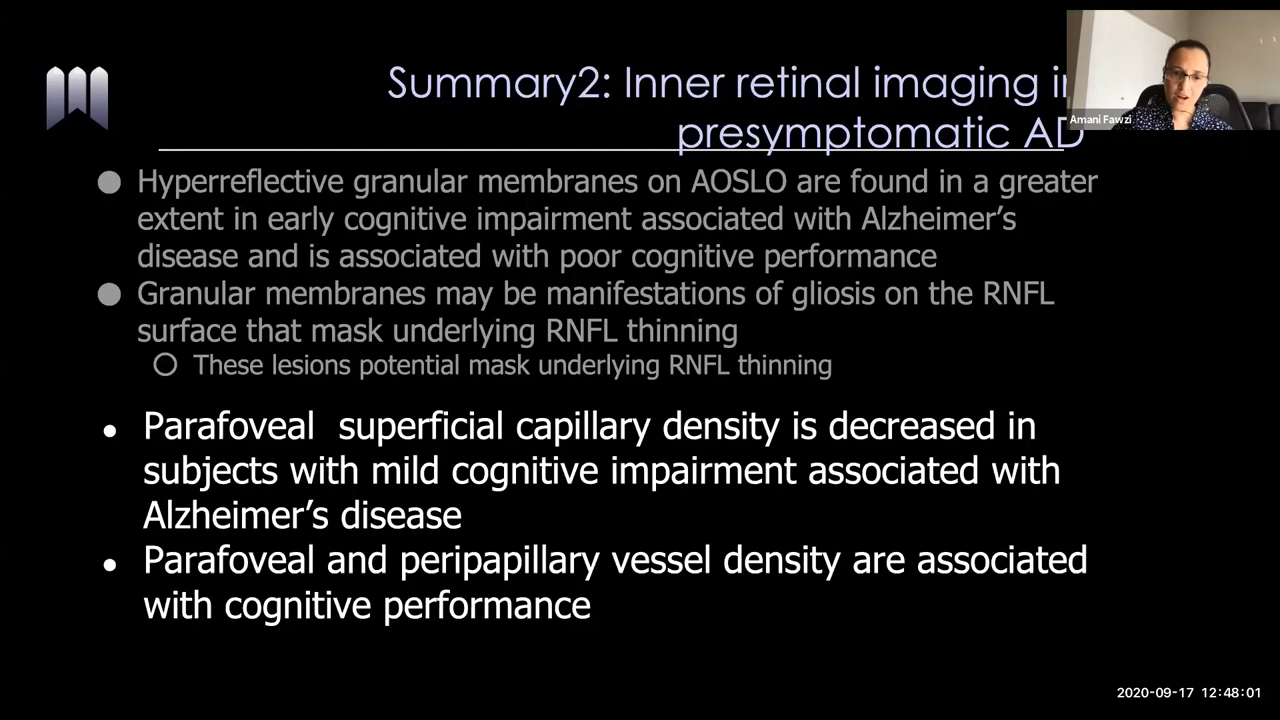 Summary2: Inner retinal imaging in
presymptomatic AD
Amani Fawzi
Hyperreflective granular membranes on AOSLO are found in a greater
extent in early cognitive impairment associated with Alzheimer’s
disease and is associated with poor cognitive performance
Granular membranes may be manifestations of gliosis on the RNFL
surface that mask underlying RNFL thinning
These lesions potential mask underlying RNFL thinning
Parafoveal superficial capillary density is decreased in
subjects with mild cognitive impairment associated with
Alzheimer’s disease
Parafoveal and peripapillary vessel density are associated
with cognitive performance
2020-09-17 12:48:01